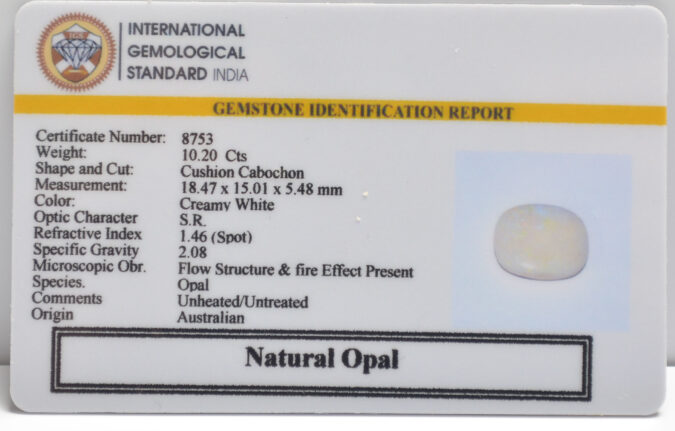 IGS
INTERNATIONAL
GEMOLOGICAL
STANDARD INDIA
GEMSTONE IDENTIFICATION REPORT
Certificate Number: 8753
Weight: 10.20 Cts
Shape and Cut: Cushion Cabochon
Measurement: 18.47 x 15.01 x 5.48 mm
Color: Creamy White
Optic Character S.R.
Refractive Index 1.46 (Spot)
Specific Gravity 2.08
Microscopic Obr. Flow Structure & fire Effect Present
Species. Opal
Comments Unheated/Untreated
Origin Australian
Natural Opal